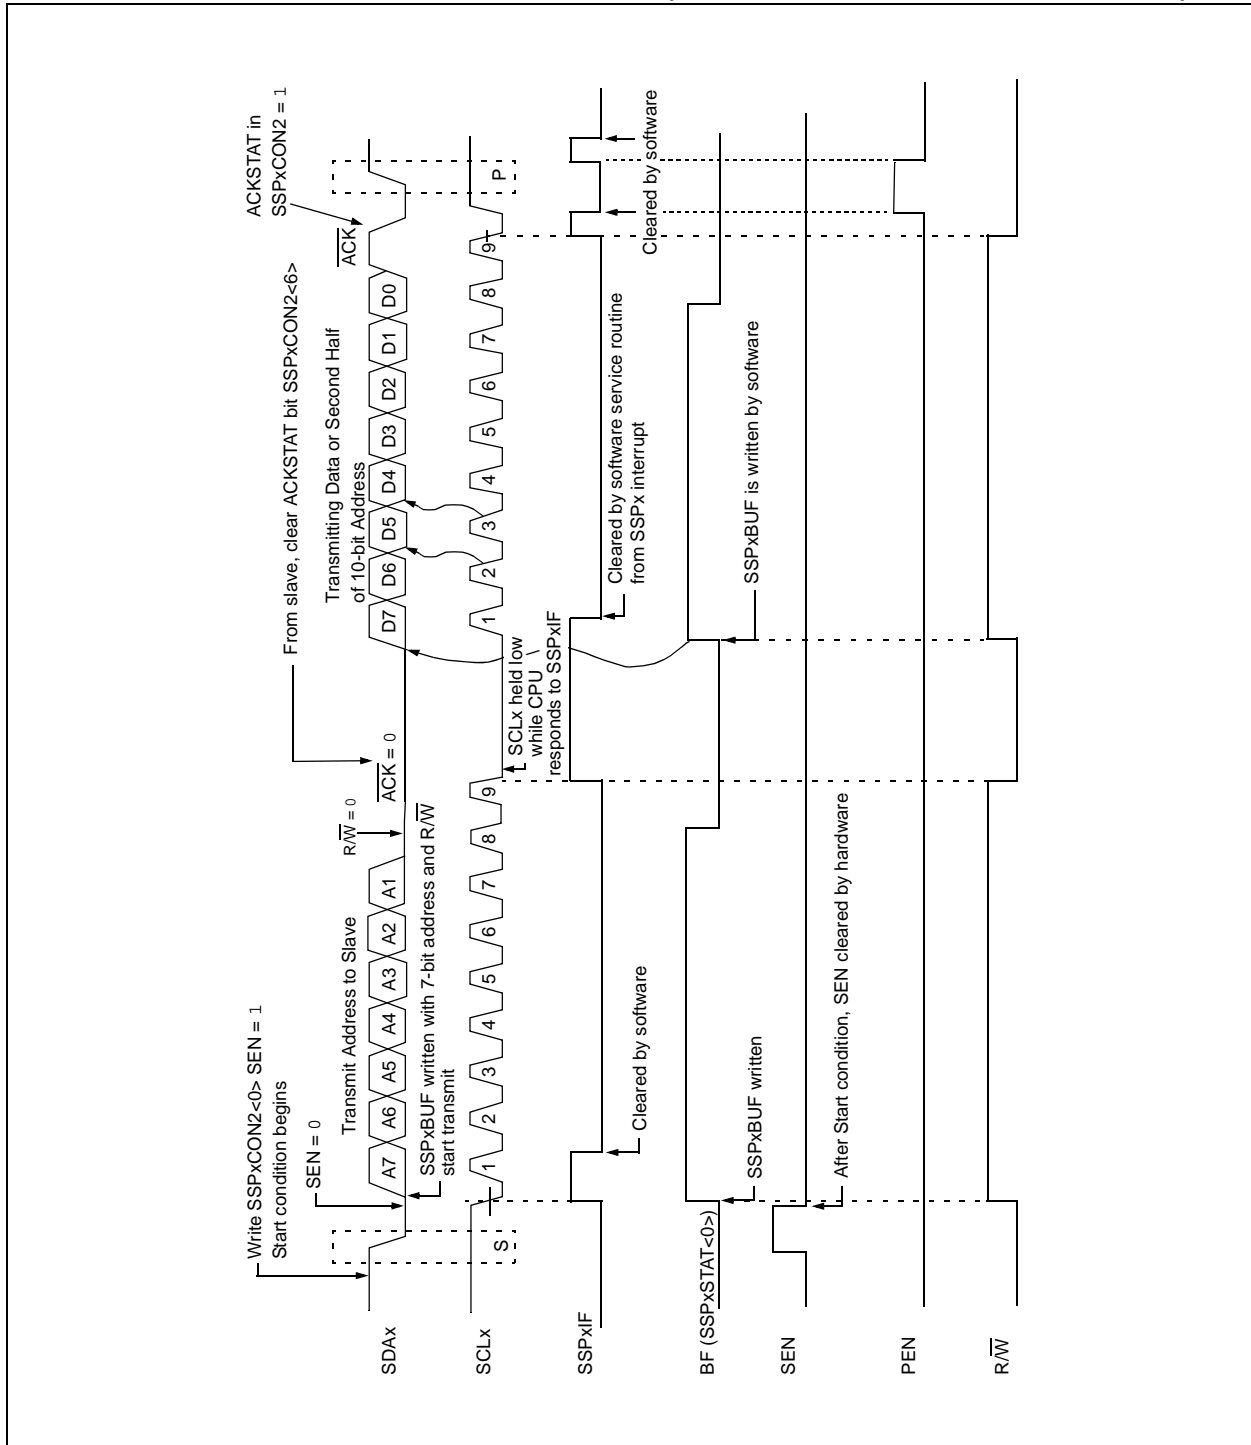 Write SSPxCON2<0> SEN = 1
Start condition begins
SEN = 0
Transmit Address to Slave
R/W = 0
From slave, clear ACKSTAT bit SSPxCON2<6>
ACK = 0
Transmitting Data or Second Half
of 10-bit Address
ACKSTAT in
SSPxCON2 = 1
ACK
SDAx
A7 A6 A5 A4 A3 A2 A1
D7 D6 D5 D4 D3 D2 D1 D0
SSPxBUF written with 7-bit address and R/W
start transmit
SCLx
S
1 2 3 4 5 6 7 8 9
1 2 3 4 5 6 7 8 9
P
SCLx held low
while CPU
responds to SSPxIF
SSPxIF
Cleared by software
Cleared by software service routine
from SSPx interrupt
Cleared by software
Cleared by software
BF (SSPxSTAT<0>)
SSPxBUF written
SSPxBUF is written by software
SEN
After Start condition, SEN cleared by hardware
PEN
R/W